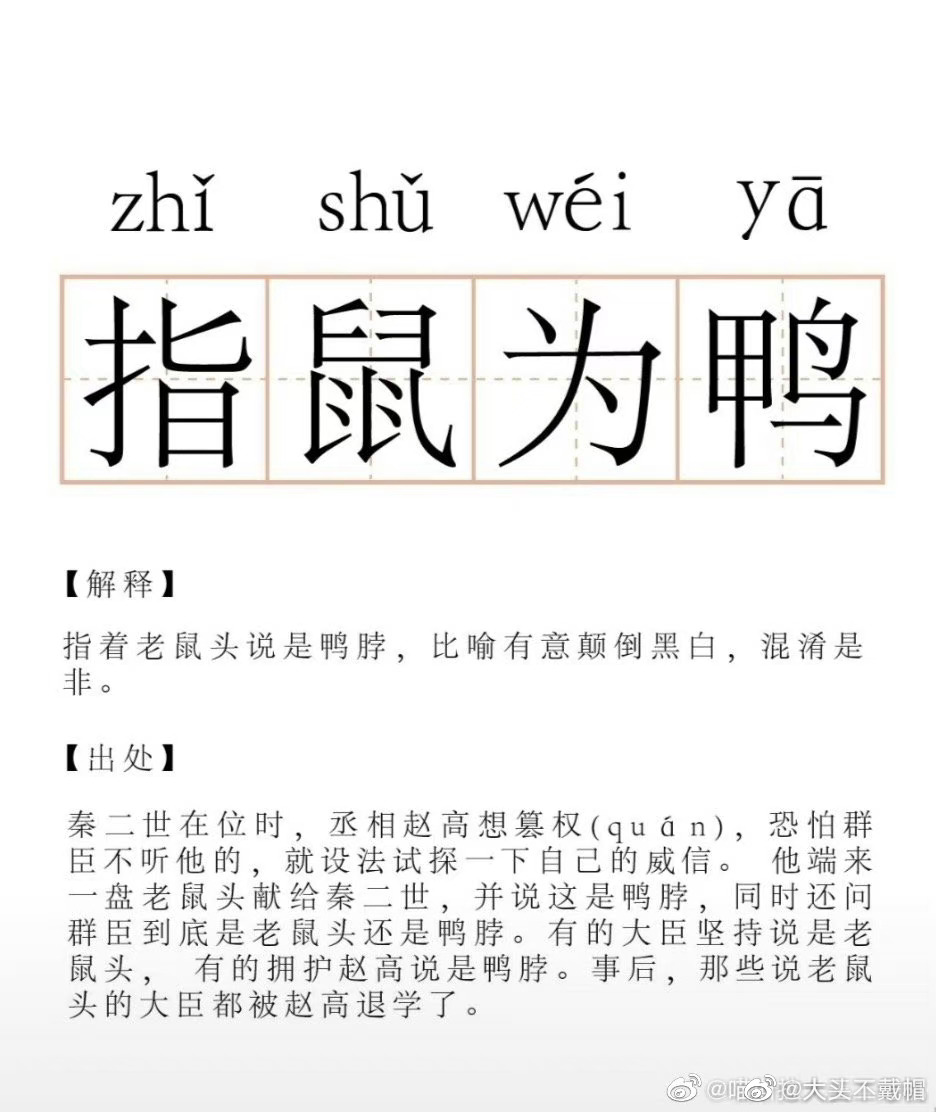 zhǐ shǔ wéi yā
指鼠为鸭
【解释】
指着老鼠头说是鸭脖，比喻有意颠倒黑白，混淆是
非。
【出处】
秦二世在位时，丞相赵高想篡权(quán)，恐怕群
臣不听他的，就设法试探一下自己的威信。 他端来
一盘老鼠头献给秦二世，并说这是鸭脖，同时还问
群臣到底是老鼠头还是鸭脖。有的大臣坚持说是老
鼠头， 有的拥护赵高说是鸭脖。事后，那些说老鼠
头的大臣都被赵高退学了。
@大头不戴帽